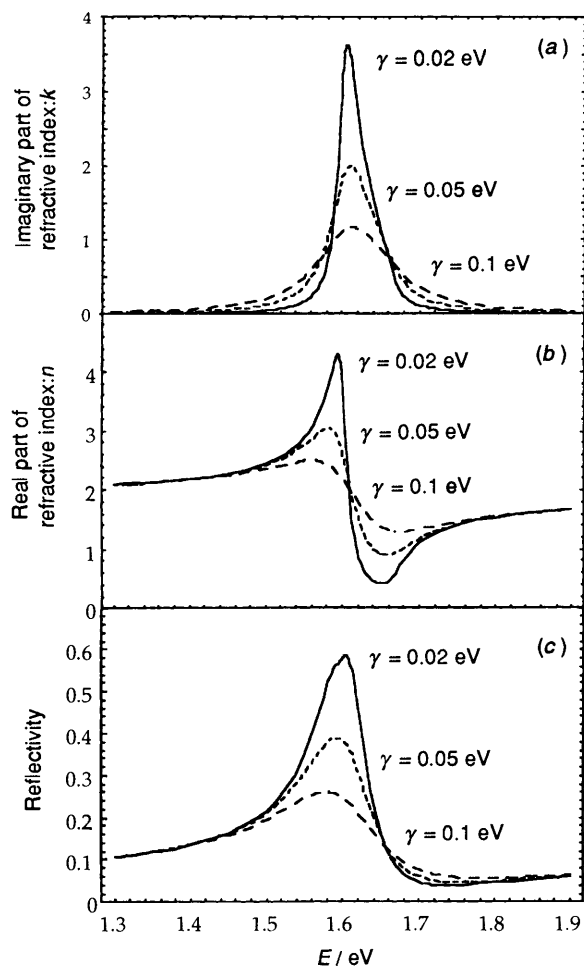 4
3
2
1
0
Imaginary part of
refractive index:k
(a)
γ = 0.02 eV
γ = 0.05 eV
γ = 0.1 eV
4
3
2
1
0
Real part of
refractive index:n
(b)
γ = 0.02 eV
γ = 0.05 eV
γ = 0.1 eV
0.6
0.5
0.4
0.3
0.2
0.1
0
Reflectivity
(c)
γ = 0.02 eV
γ = 0.05 eV
γ = 0.1 eV
1.3 1.4 1.5 1.6 1.7 1.8 1.9
E / eV